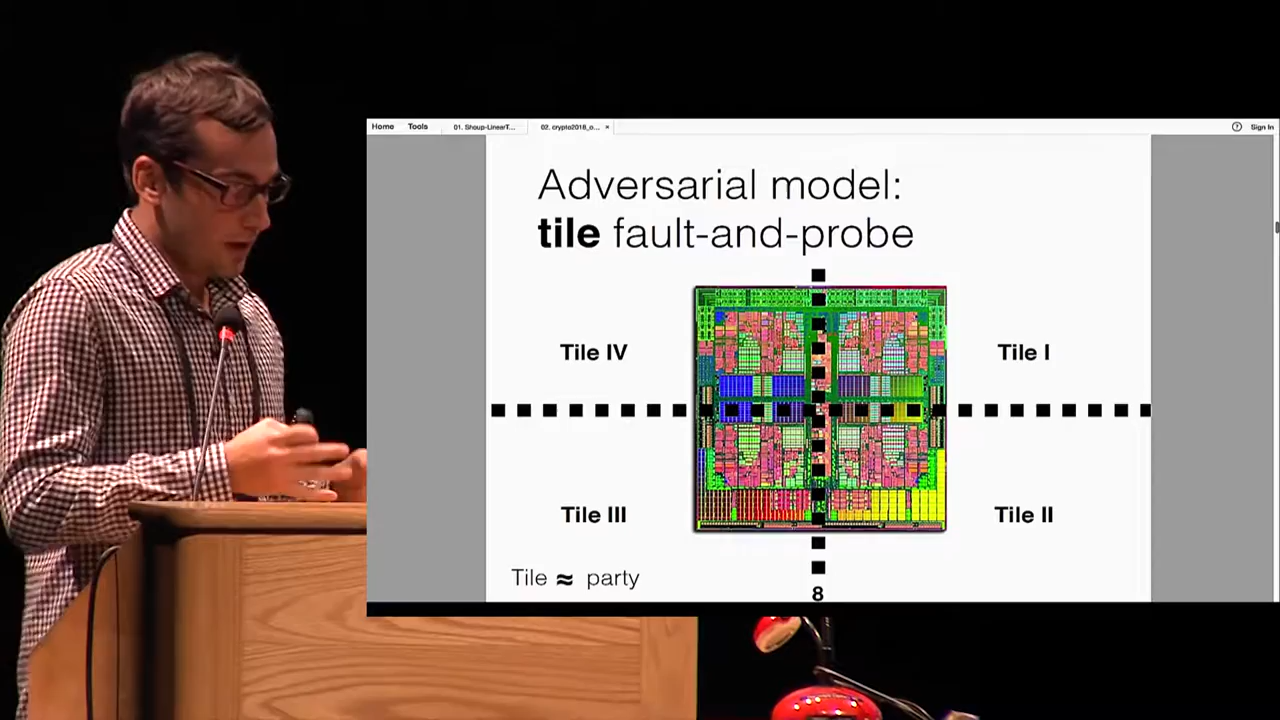 Home Tools 01. Shoup-LinearT... 02. crypto2018_o... × ? Sign In
Adversarial model:
tile fault-and-probe
Tile IV
Tile I
Tile III
Tile II
Tile ≈ party
8